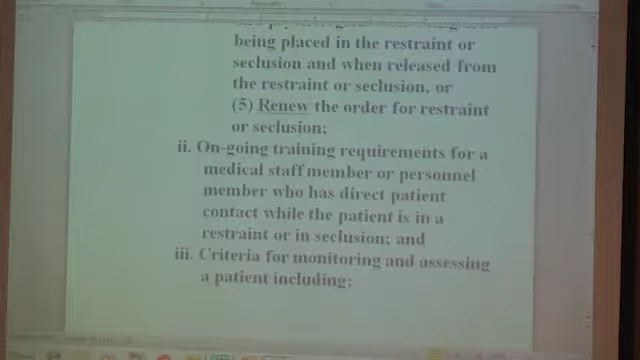 being placed in the restraint or
seclusion and when released from
the restraint or seclusion, or
(5) Renew the order for restraint
or seclusion;
ii. On-going training requirements for a
medical staff member or personnel
member who has direct patient
contact while the patient is in a
restraint or in seclusion; and
iii. Criteria for monitoring and assessing
a patient including: